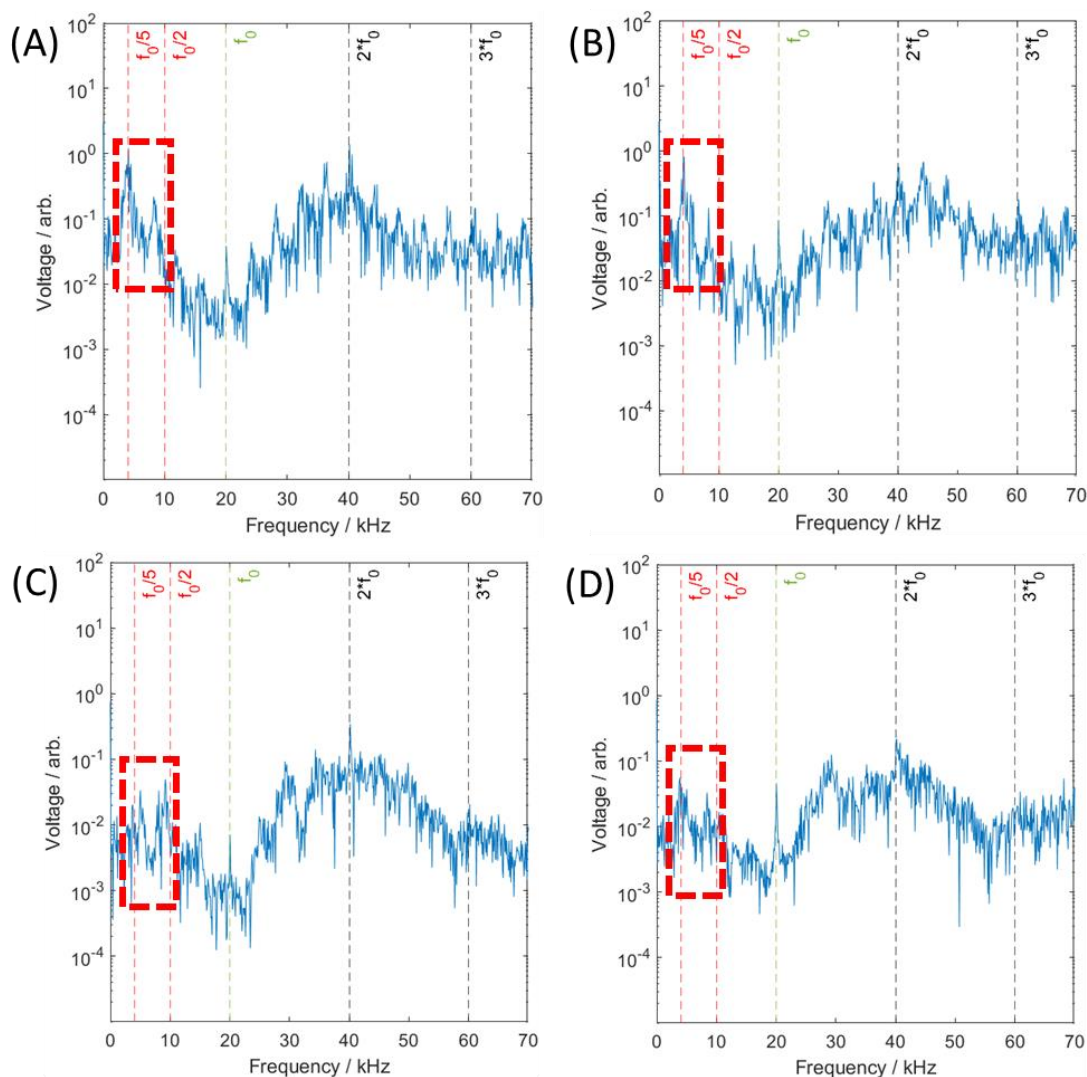 (A)
f0/5
f0/2
f0
2*f0
3*f0
10^2
10^1
10^0
10^-1
10^-2
10^-3
10^-4
Voltage / arb.
0 10 20 30 40 50 60 70
Frequency / kHz
(B)
f0/5
f0/2
f0
2*f0
3*f0
10^2
10^1
10^0
10^-1
10^-2
10^-3
10^-4
Voltage / arb.
0 10 20 30 40 50 60 70
Frequency / kHz
(C)
f0/5
f0/2
f0
2*f0
3*f0
10^2
10^1
10^0
10^-1
10^-2
10^-3
10^-4
Voltage / arb.
0 10 20 30 40 50 60 70
Frequency / kHz
(D)
f0/5
f0/2
f0
2*f0
3*f0
10^2
10^1
10^0
10^-1
10^-2
10^-3
10^-4
Voltage / arb.
0 10 20 30 40 50 60 70
Frequency / kHz